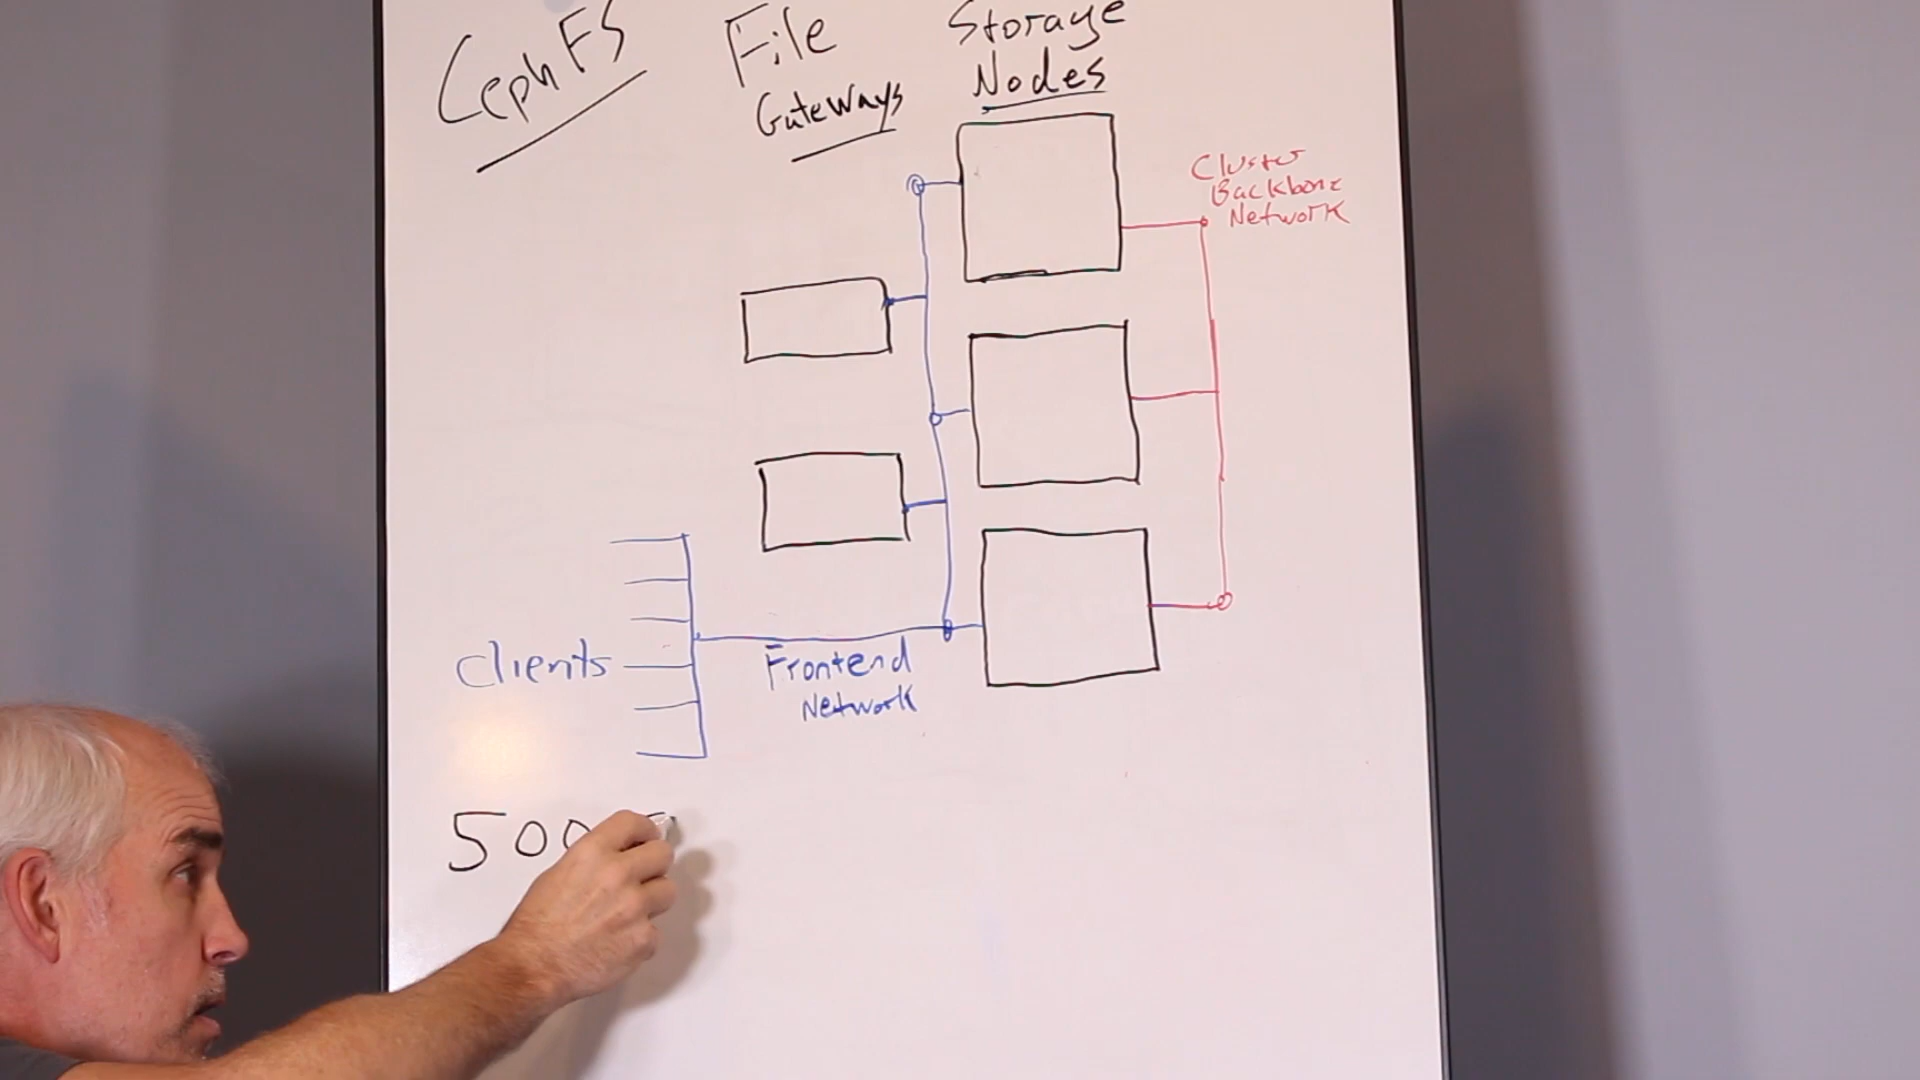 CephFS
File
Gateways
Storage
Nodes
Cluster
Backbone
Network
Clients
Frontend
Network
500